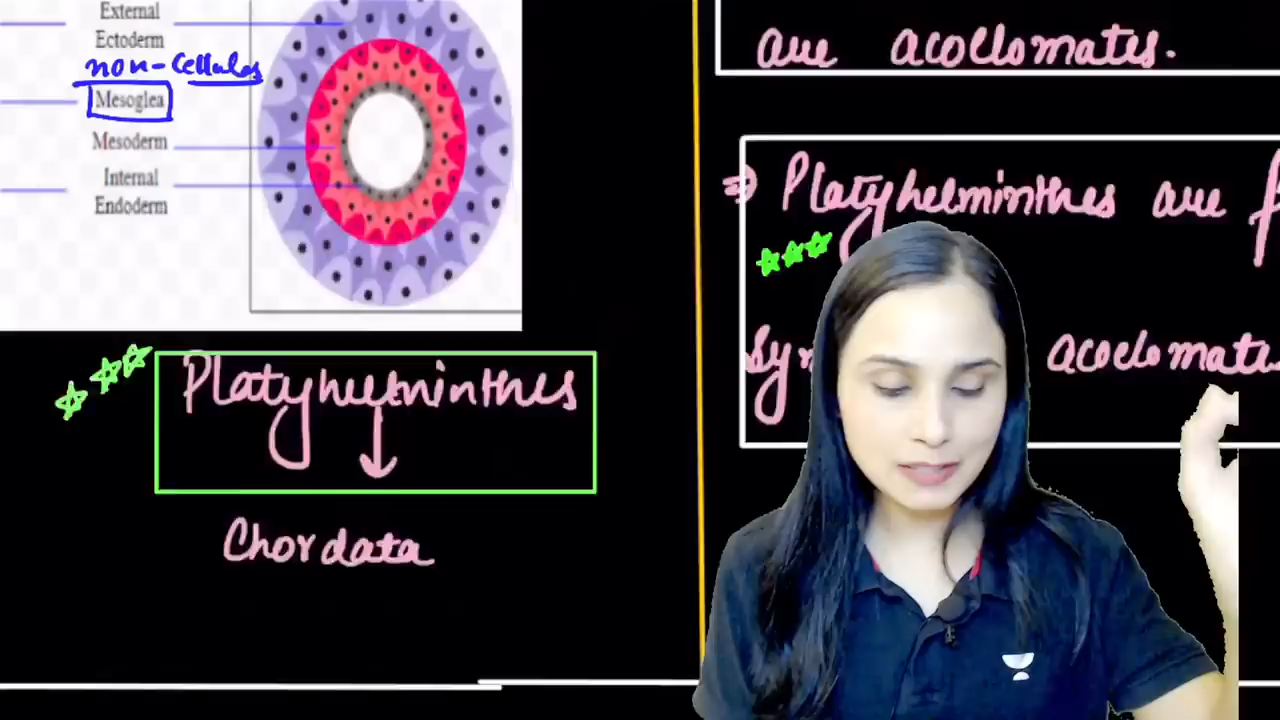 External
Ectoderm
non-Cellular
Mesoglea
Mesoderm
Internal
Endoderm
Platyhelminthes
Chordata
are acoelomates.
⇒ Platyhelminthes are
acoelomate